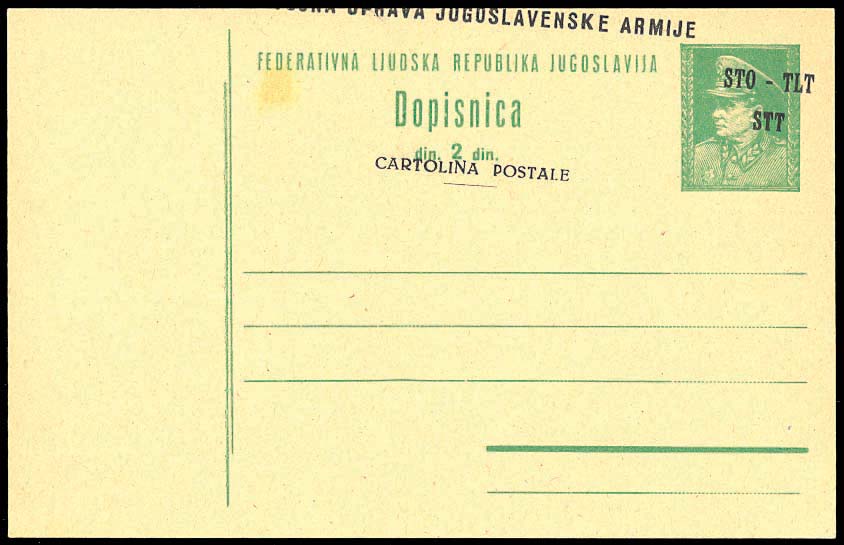 UPRAVA JUGOSLAVENSKE ARMIJE
FEDERATIVNA LJUDSKA REPUBLIKA JUGOSLAVIJA
STO - TLT
Dopisnica
STT
din. 2 din.
CARTOLINA POSTALE